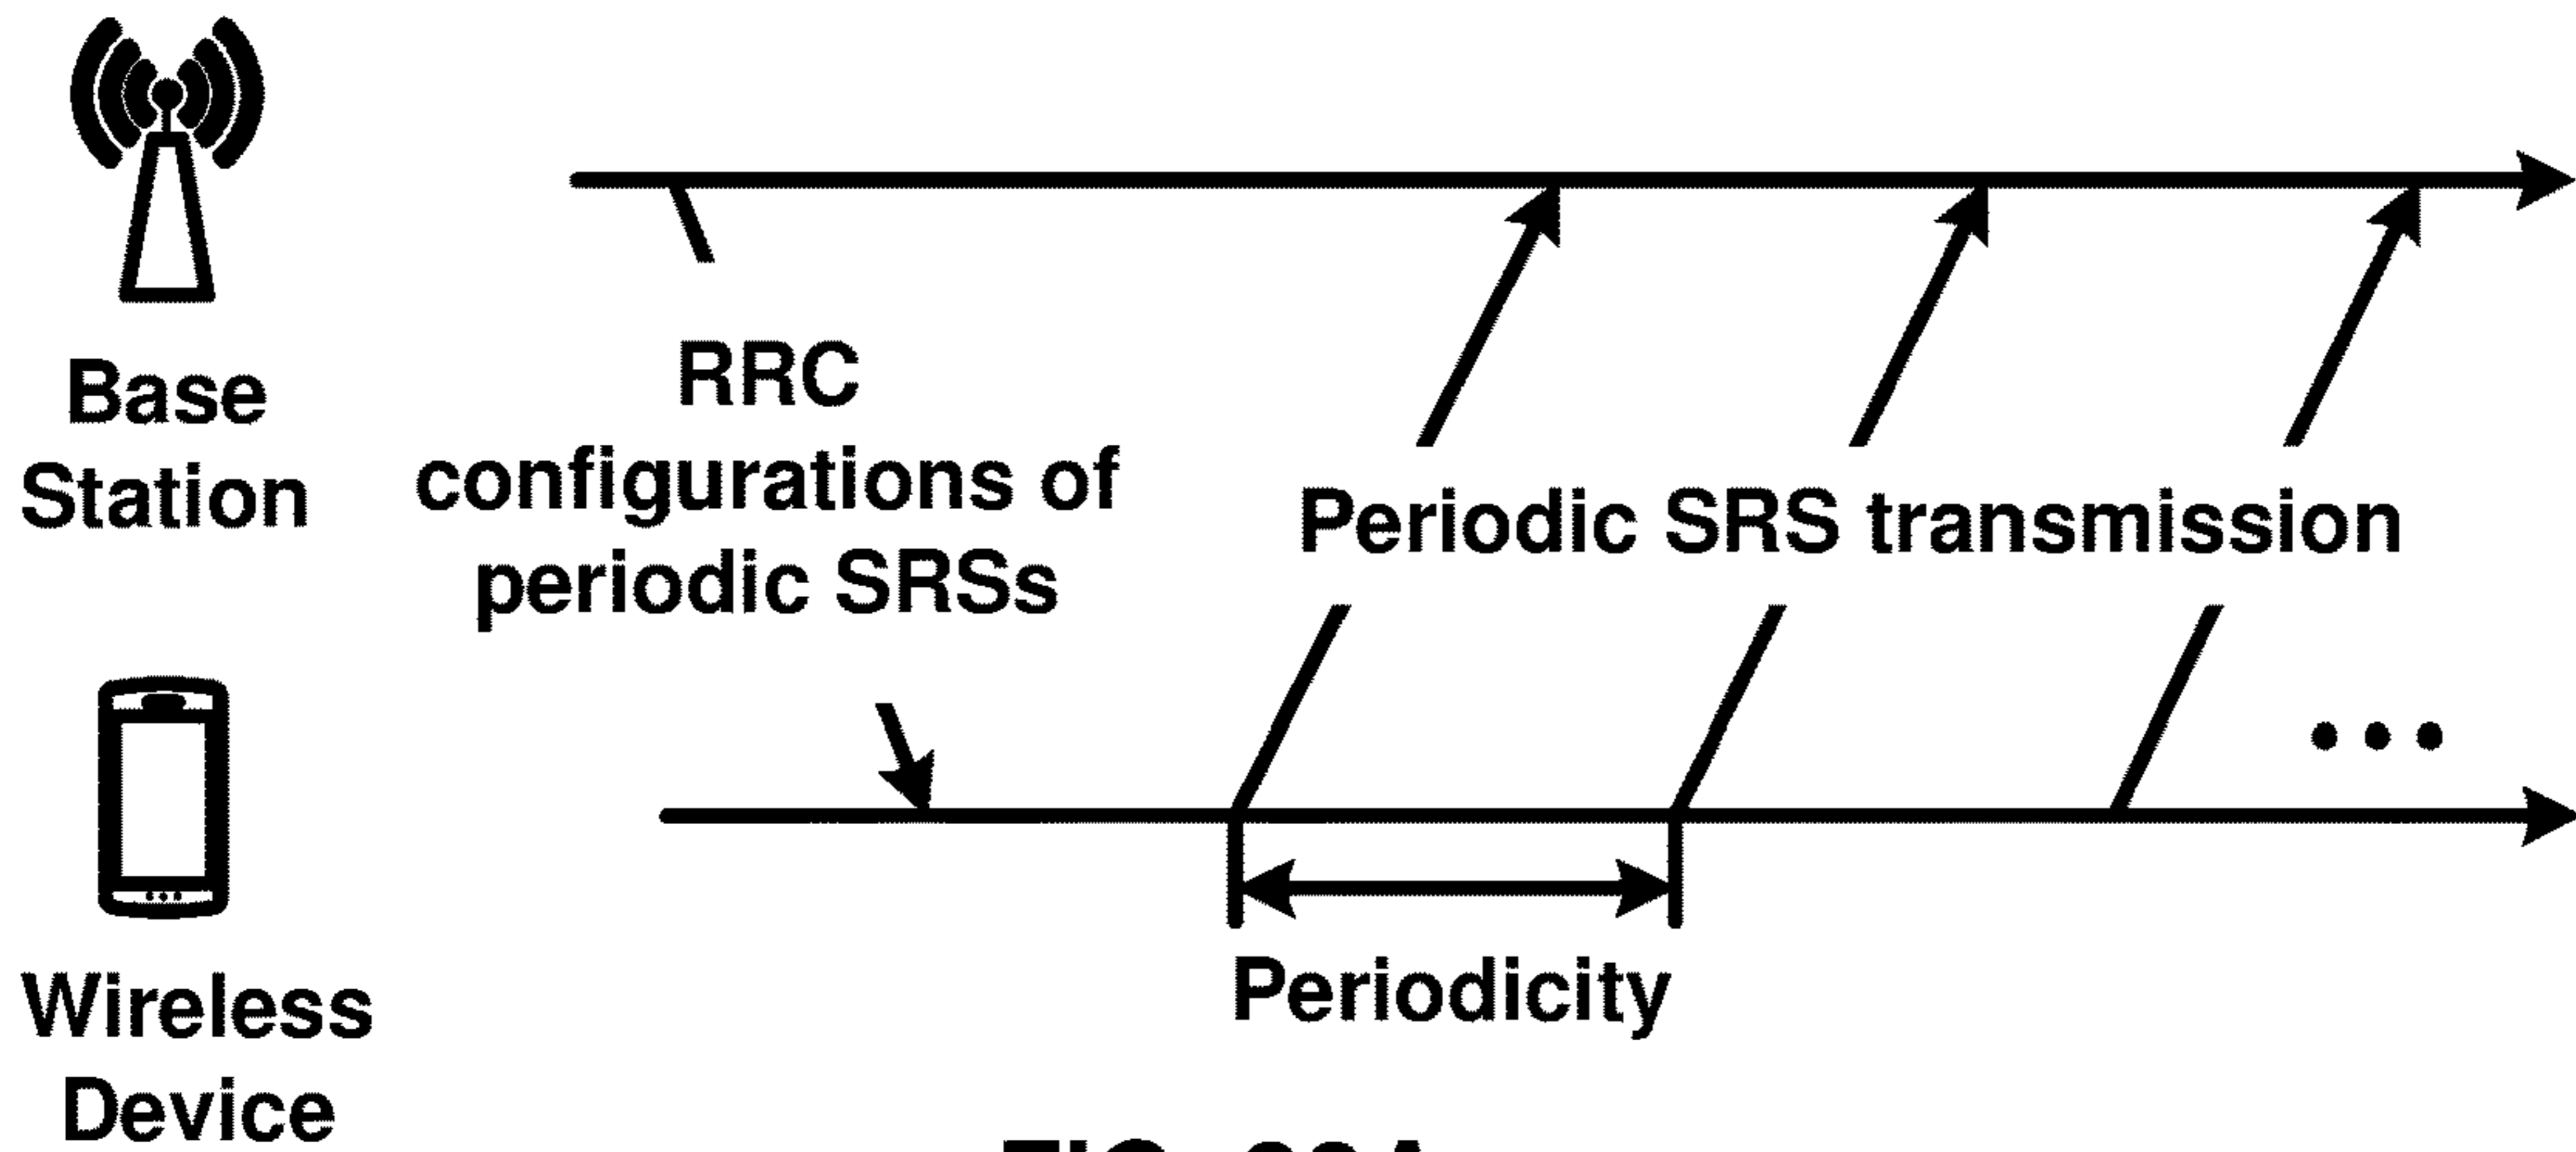 Base
Station
RRC
configurations of
periodic SRSs
Periodic SRS transmission
Periodicity
Wireless
Device